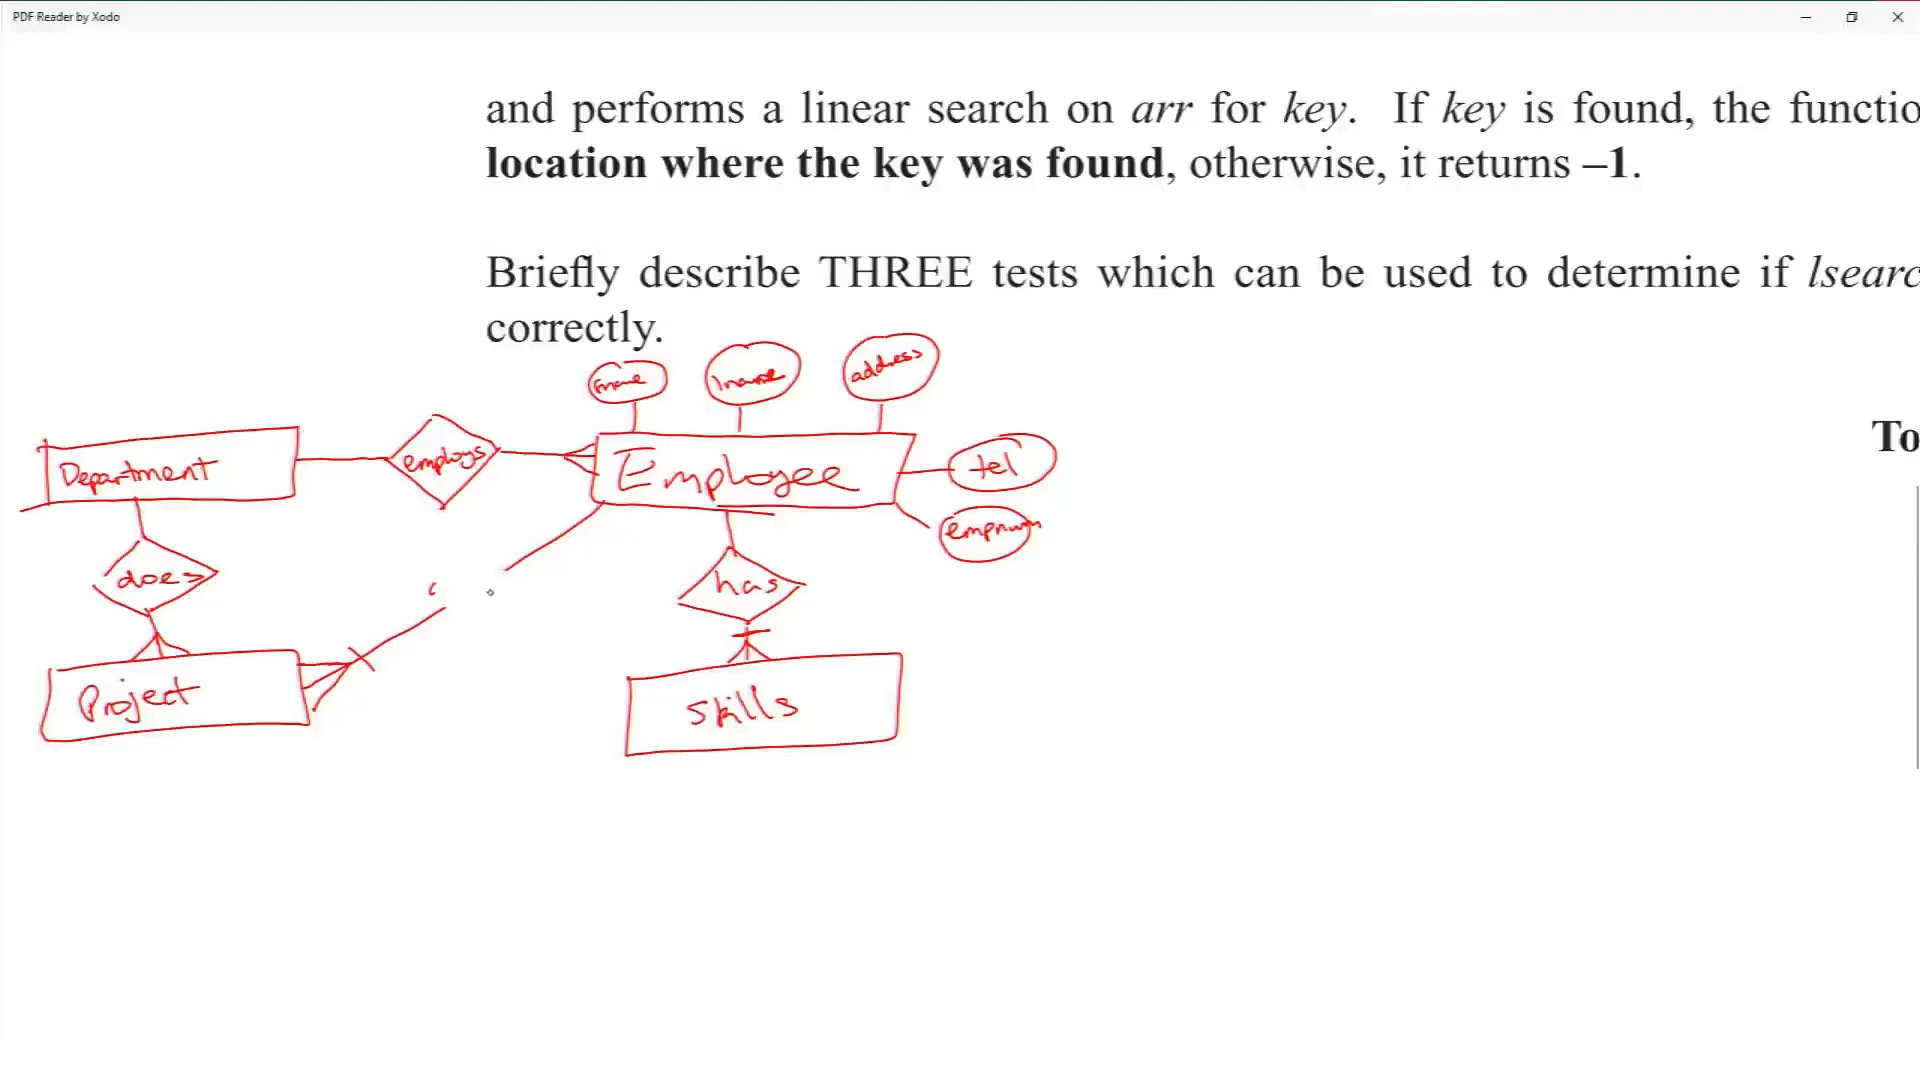 PDF Reader by Xodo
and performs a linear search on arr for key. If key is found, the functio
location where the key was found, otherwise, it returns –1.
Briefly describe THREE tests which can be used to determine if lsearc
correctly.
fname
lname
address
To
Department
employs
Employee
tel
empnum
does
has
Project
Skills